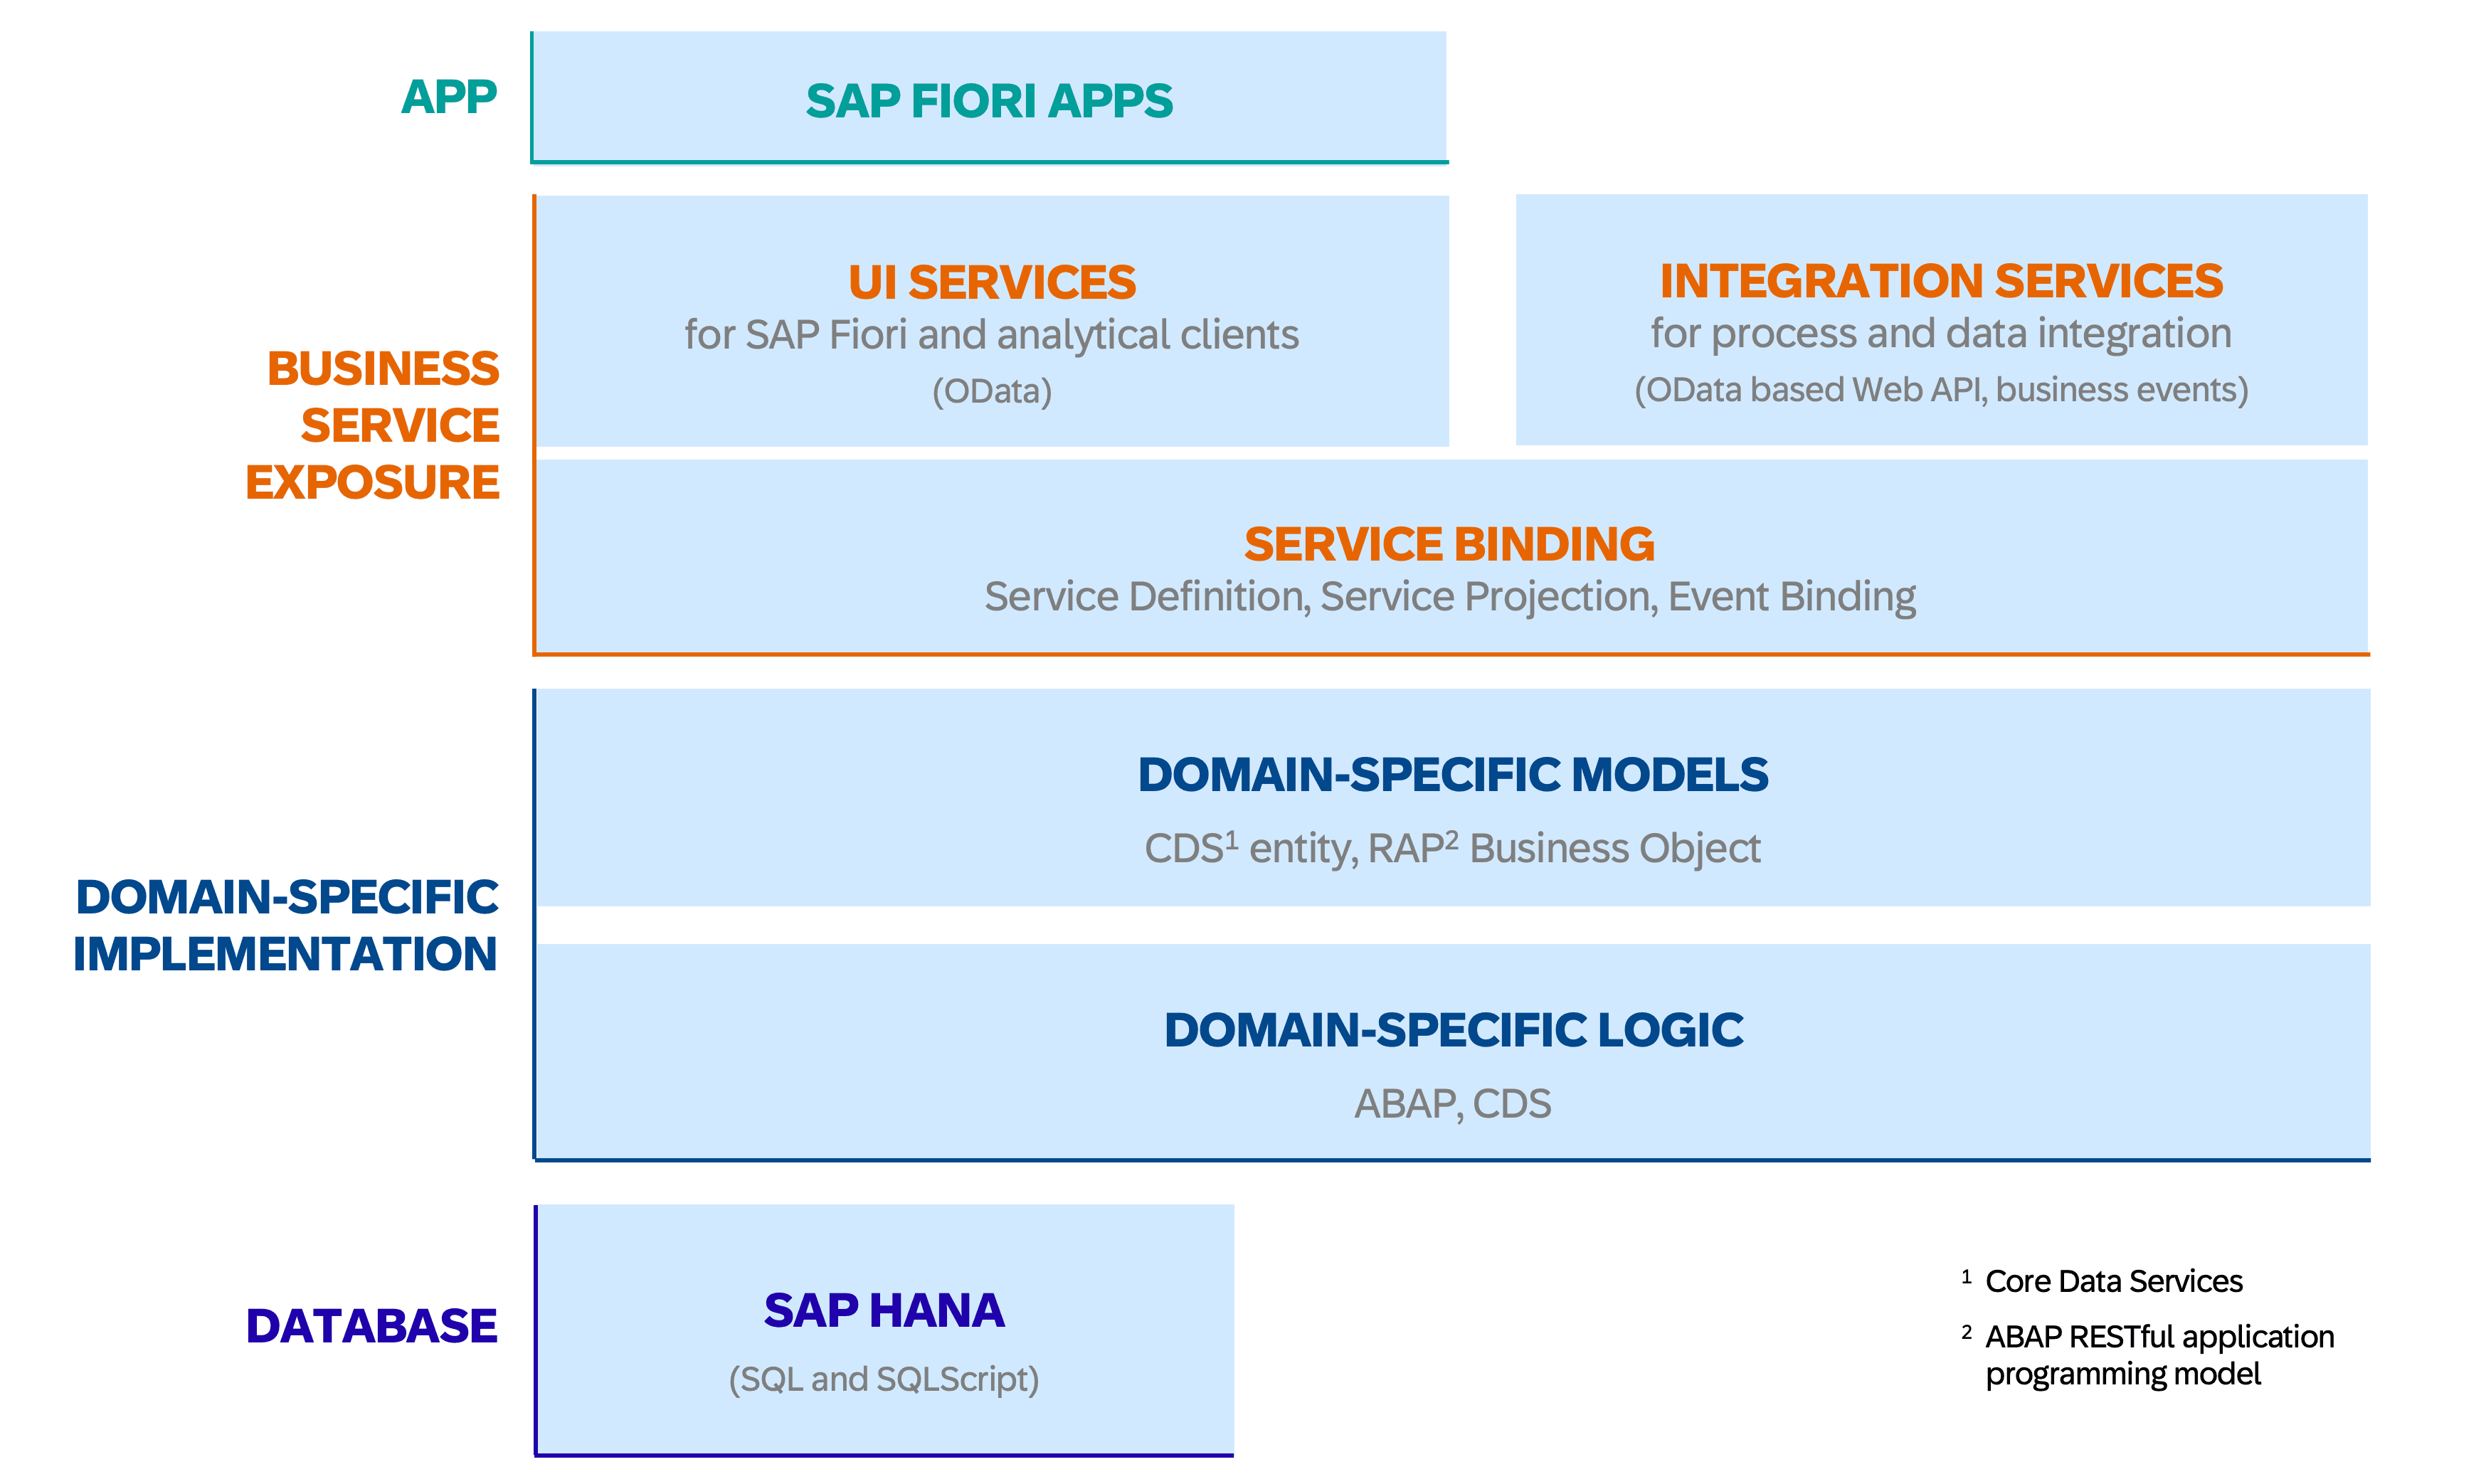 APP
SAP FIORI APPS
BUSINESS
SERVICE
EXPOSURE
UI SERVICES
for SAP Fiori and analytical clients
(OData)
INTEGRATION SERVICES
for process and data integration
(OData based Web API, business events)
SERVICE BINDING
Service Definition, Service Projection, Event Binding
DOMAIN-SPECIFIC
IMPLEMENTATION
DOMAIN-SPECIFIC MODELS
CDS¹ entity, RAP² Business Object
DOMAIN-SPECIFIC LOGIC
ABAP, CDS
DATABASE
SAP HANA
(SQL and SQLScript)
¹ Core Data Services
² ABAP RESTful application
programming model